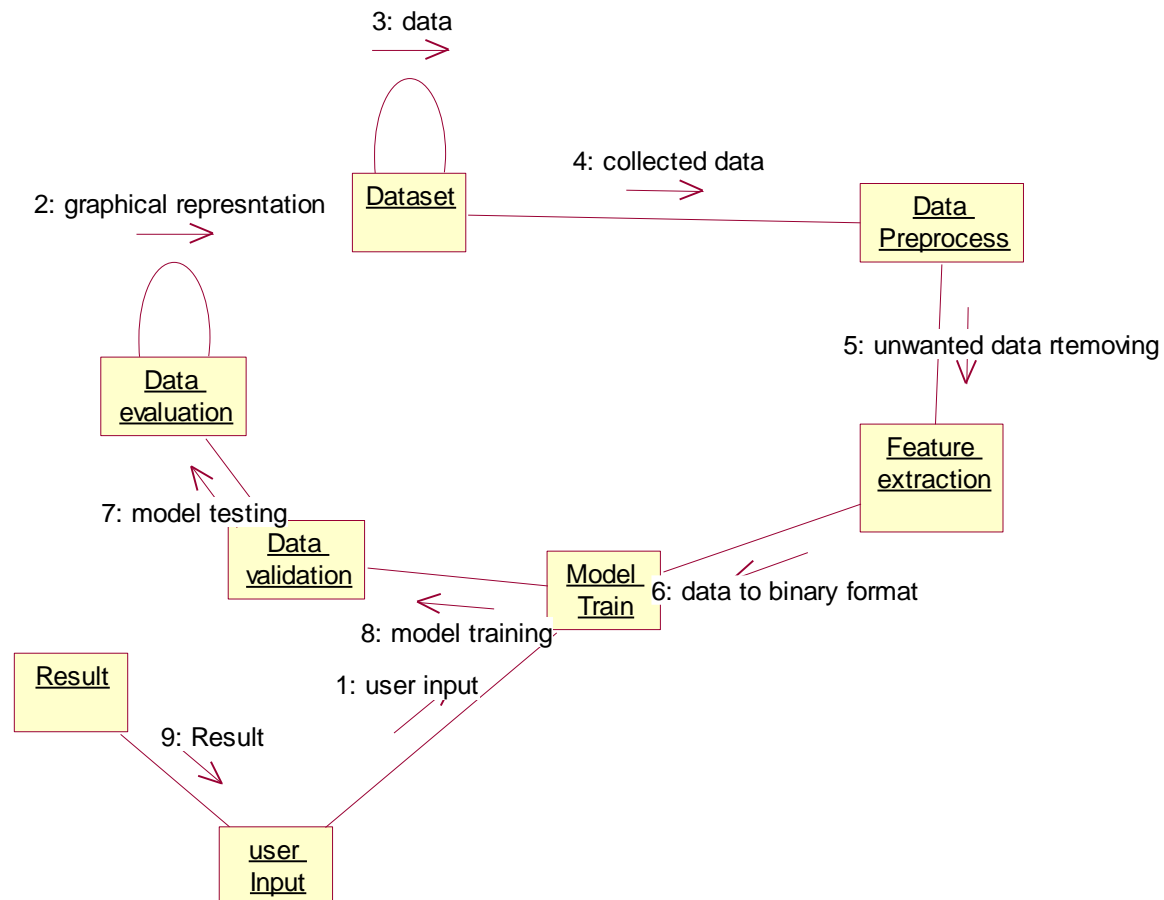 3: data
4: collected data
Dataset
2: graphical represntation
Data
Preprocess
5: unwanted data rtemoving
Data
evaluation
Feature
extraction
7: model testing
Data
validation
Model
Train
6: data to binary format
8: model training
Result
1: user input
9: Result
user
Input